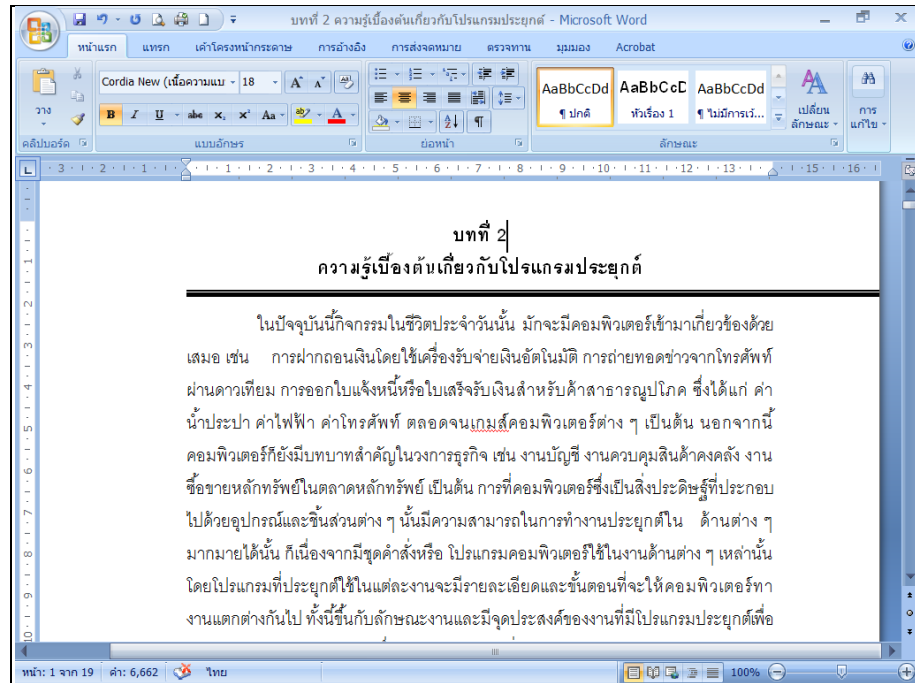 บทที่ 2 ความรู้เบื้องต้นเกี่ยวกับโปรแกรมประยุกต์ - Microsoft Word
หน้าแรก แทรก เค้าโครงหน้ากระดาษ การอ้างอิง การส่งจดหมาย ตรวจทาน มุมมอง Acrobat
วาง
Cordia New (เนื้อความแบ 18
AaBbCcDd AaBbCcD AaBbCcDd
¶ ปกติ หัวเรื่อง 1 ¶ ไม่มีการเว้...
เปลี่ยนลักษณะ
การแก้ไข
คลิปบอร์ด แบบอักษร ย่อหน้า ลักษณะ
3 2 1 1 2 3 4 5 6 7 8 9 10 11 12 13 15 16
บทที่ 2
ความรู้เบื้องต้นเกี่ยวกับโปรแกรมประยุกต์
ในปัจจุบันนี้กิจกรรมในชีวิตประจำวันนั้น มักจะมีคอมพิวเตอร์เข้ามาเกี่ยวข้องด้วย
เสมอ เช่น การฝากถอนเงินโดยใช้เครื่องรับจ่ายเงินอัตโนมัติ การถ่ายทอดข่าวจากโทรศัพท์
ผ่านดาวเทียม การออกใบแจ้งหนี้หรือใบเสร็จรับเงินสำหรับค้าสาธารณูปโภค ซึ่งได้แก่ ค่า
น้ำประปา ค่าไฟฟ้า ค่าโทรศัพท์ ตลอดจนเกมส์คอมพิวเตอร์ต่าง ๆ เป็นต้น นอกจากนี้
คอมพิวเตอร์ก็ยังมีบทบาทสำคัญในวงการธุรกิจ เช่น งานบัญชี งานควบคุมสินค้าคงคลัง งาน
ซื้อขายหลักทรัพย์ในตลาดหลักทรัพย์ เป็นต้น การที่คอมพิวเตอร์ซึ่งเป็นสิ่งประดิษฐ์ที่ประกอบ
ไปด้วยอุปกรณ์และชิ้นส่วนต่าง ๆ นั้นมีความสามารถในการทำงานประยุกต์ใน ด้านต่าง ๆ
มากมายได้นั้น ก็เนื่องจากมีชุดคำสั่งหรือ โปรแกรมคอมพิวเตอร์ใช้ในงานด้านต่าง ๆ เหล่านั้น
โดยโปรแกรมที่ประยุกต์ใช้ในแต่ละงานจะมีรายละเอียดและขั้นตอนที่จะให้คอมพิวเตอร์ทา
งานแตกต่างกันไป ทั้งนี้ขึ้นกับลักษณะงานและมีจุดประสงค์ของงานที่มีโปรแกรมประยุกต์เพื่อ
หน้า: 1 จาก 19 คำ: 6,662 ไทย 100%